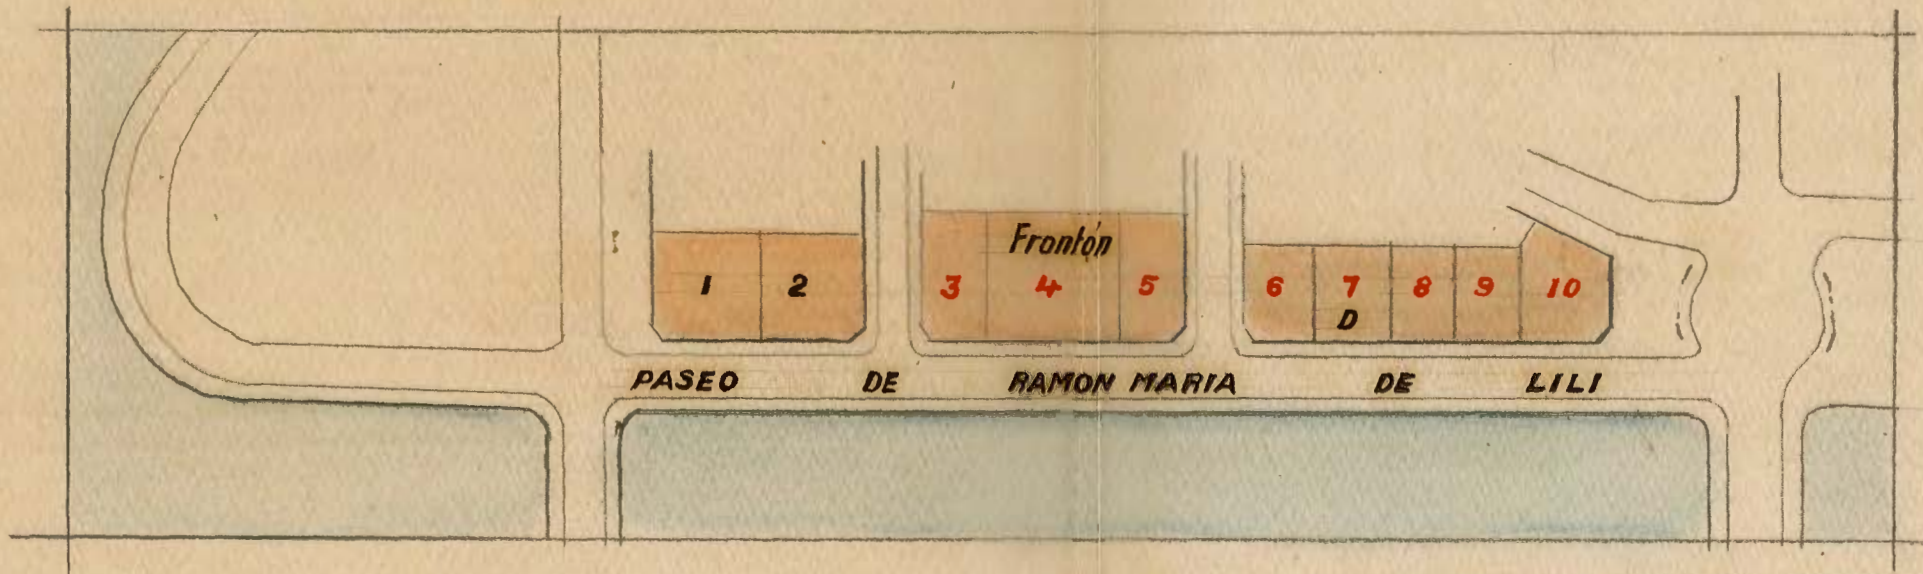 Frontón
1 2 3 4 5 6 7 8 9 10
D
PASEO DE RAMON MARIA DE LILI